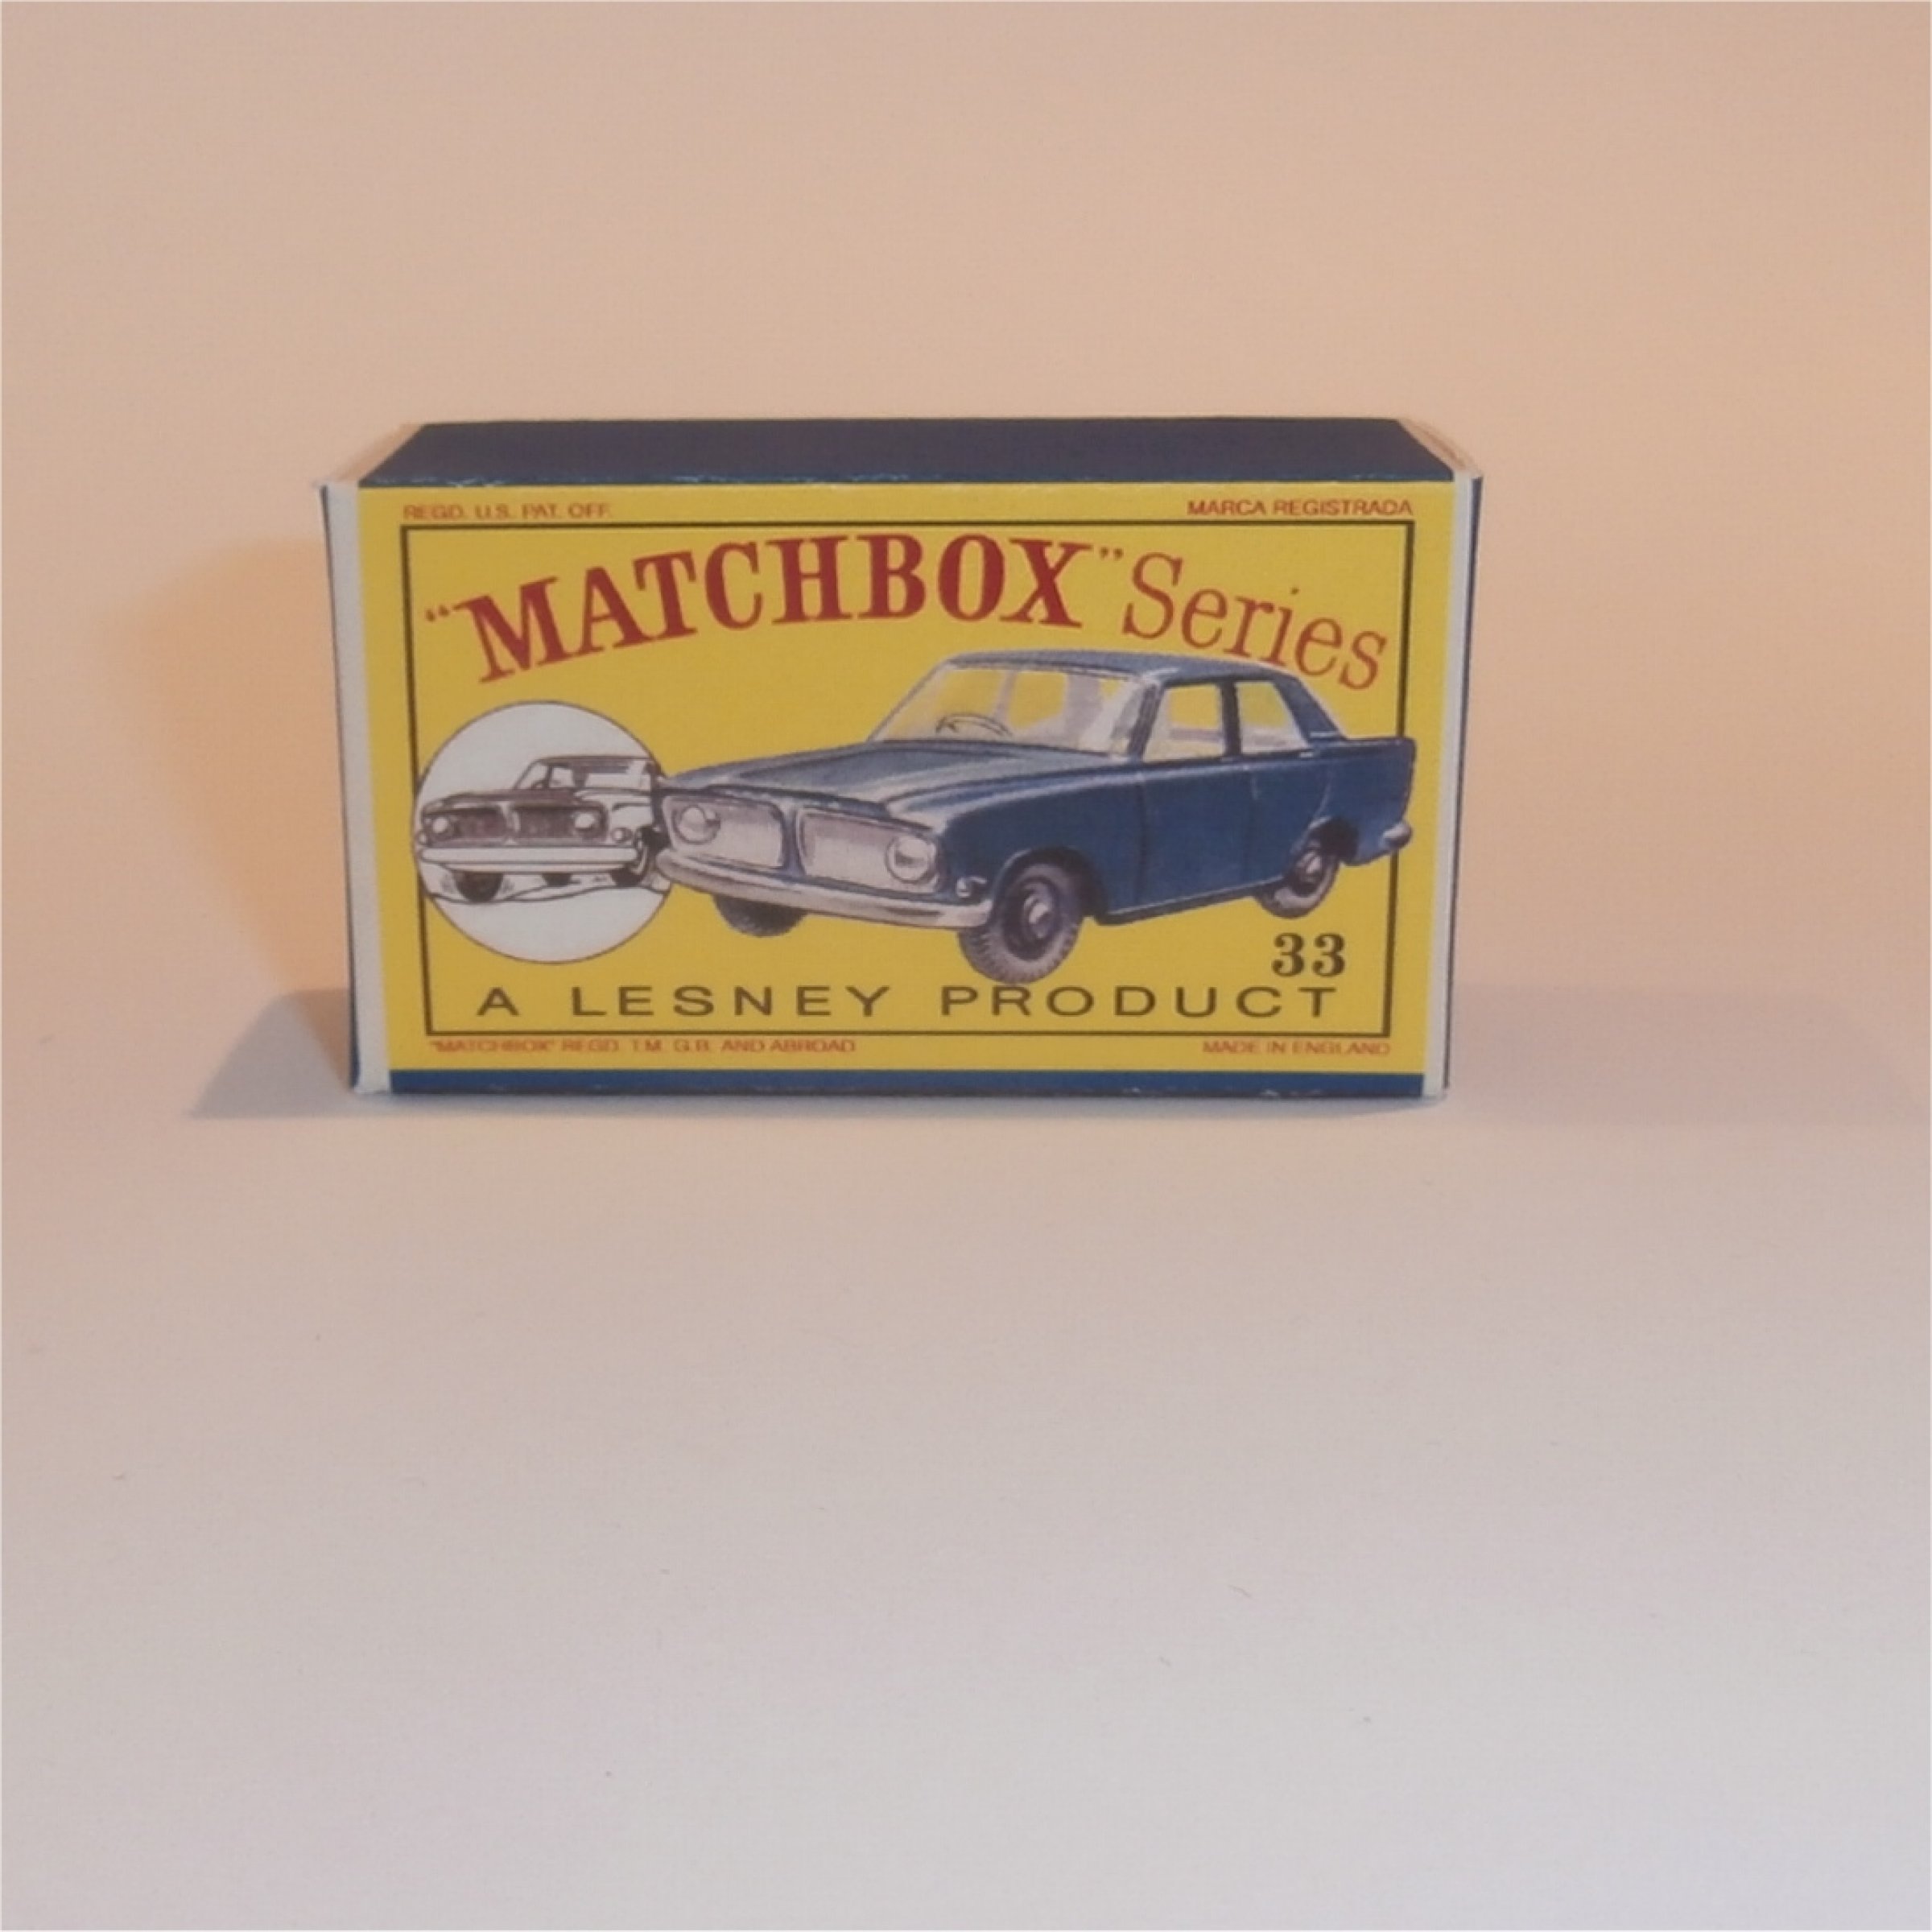 REGD. U.S. PAT. OFF. MARCA REGISTRADA
"MATCHBOX" Series
33
A LESNEY PRODUCT
"MATCHBOX" REGD. T.M. G.B. AND ABROAD MADE IN ENGLAND